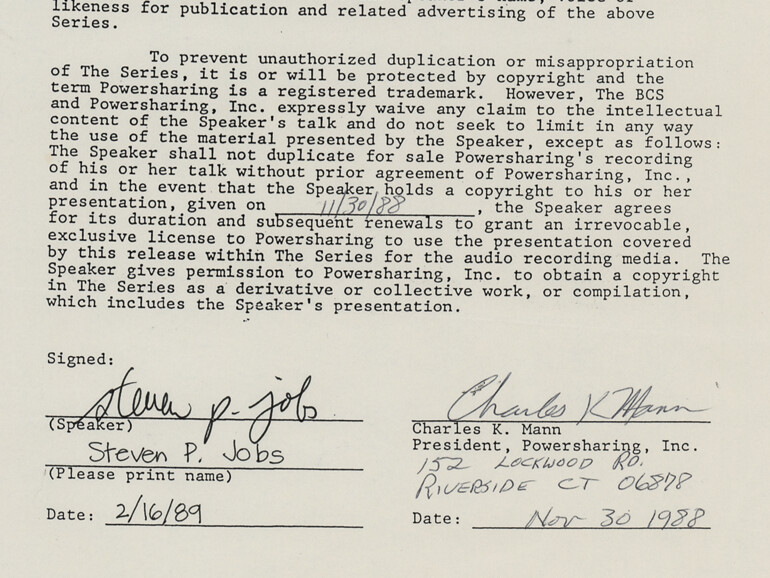 likeness for publication and related advertising of the above
Series.
To prevent unauthorized duplication or misappropriation
of The Series, it is or will be protected by copyright and the
term Powersharing is a registered trademark. However, The BCS
and Powersharing, Inc. expressly waive any claim to the intellectual
content of the Speaker's talk and do not seek to limit in any way
the use of the material presented by the Speaker, except as follows:
The Speaker shall not duplicate for sale Powersharing's recording
of his or her talk without prior agreement of Powersharing, Inc.,
and in the event that the Speaker holds a copyright to his or her
presentation, given on 11/30/88, the Speaker agrees
for its duration and subsequent renewals to grant an irrevocable,
exclusive license to Powersharing to use the presentation covered
by this release within The Series for the audio recording media. The
Speaker gives permission to Powersharing, Inc. to obtain a copyright
in The Series as a derivative or collective work, or compilation,
which includes the Speaker's presentation.
Signed:
steven p. jobs
(Speaker)
Steven P. Jobs
(Please print name)
Date: 2/16/89
Charles K Mann
Charles K. Mann
President, Powersharing, Inc.
152 LOCKWOOD RD.
RIVERSIDE CT 06878
Date: Nov 30 1988